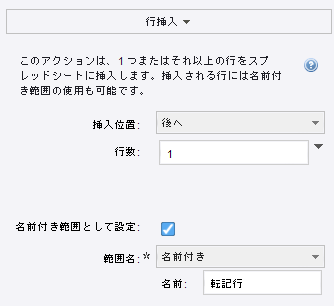 行挿入
このアクションは、1 つまたはそれ以上の行をスプ
レッドシートに挿入します。挿入される行には名前付
き範囲の使用も可能です。
?
挿入位置: 後へ
行数: 1
名前付き範囲として設定:
範囲名:* 名前付き
名前: 転記行